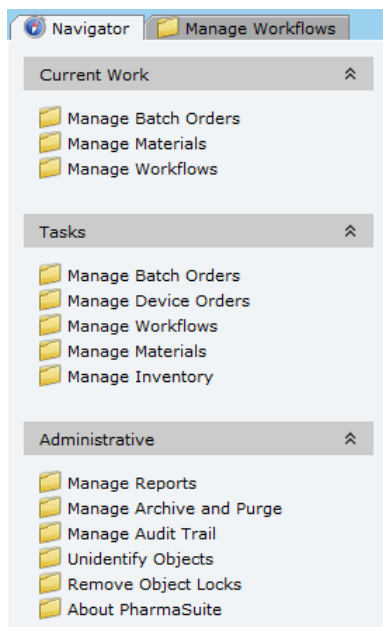 Navigator Manage Workflows
Current Work
Manage Batch Orders
Manage Materials
Manage Workflows
Tasks
Manage Batch Orders
Manage Device Orders
Manage Workflows
Manage Materials
Manage Inventory
Administrative
Manage Reports
Manage Archive and Purge
Manage Audit Trail
Unidentify Objects
Remove Object Locks
About PharmaSuite